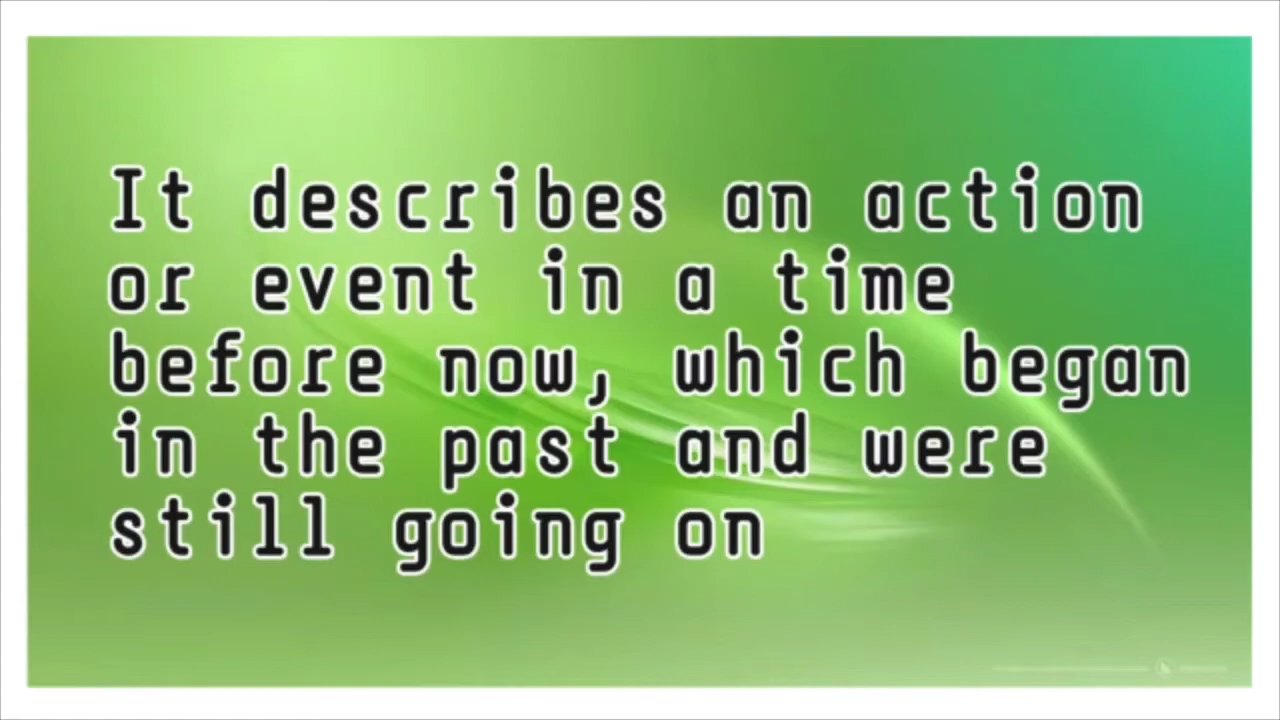 It describes an action
or event in a time
before now, which began
in the past and were
still going on